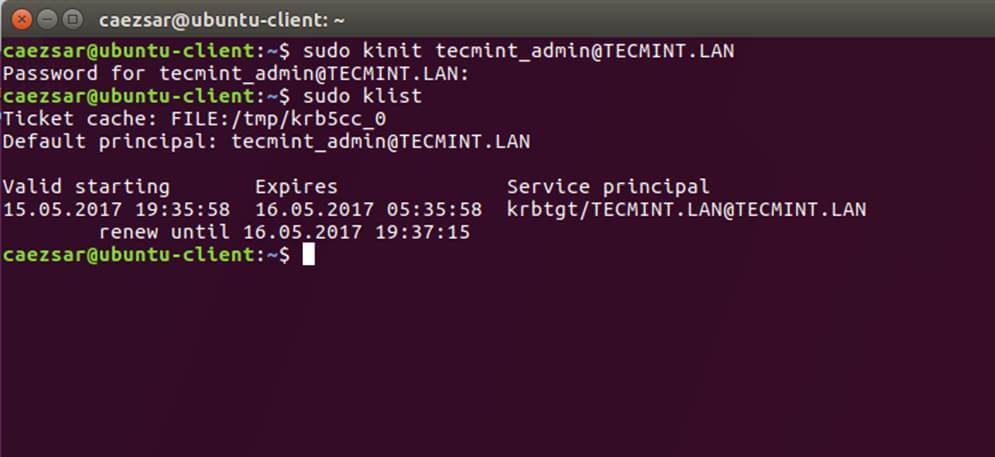 caezsar@ubuntu-client: ~
caezsar@ubuntu-client:~$ sudo kinit tecmint_admin@TECMINT.LAN
Password for tecmint_admin@TECMINT.LAN:
caezsar@ubuntu-client:~$ sudo klist
Ticket cache: FILE:/tmp/krb5cc_0
Default principal: tecmint_admin@TECMINT.LAN

Valid starting       Expires              Service principal
15.05.2017 19:35:58  16.05.2017 05:35:58  krbtgt/TECMINT.LAN@TECMINT.LAN
        renew until 16.05.2017 19:37:15
caezsar@ubuntu-client:~$